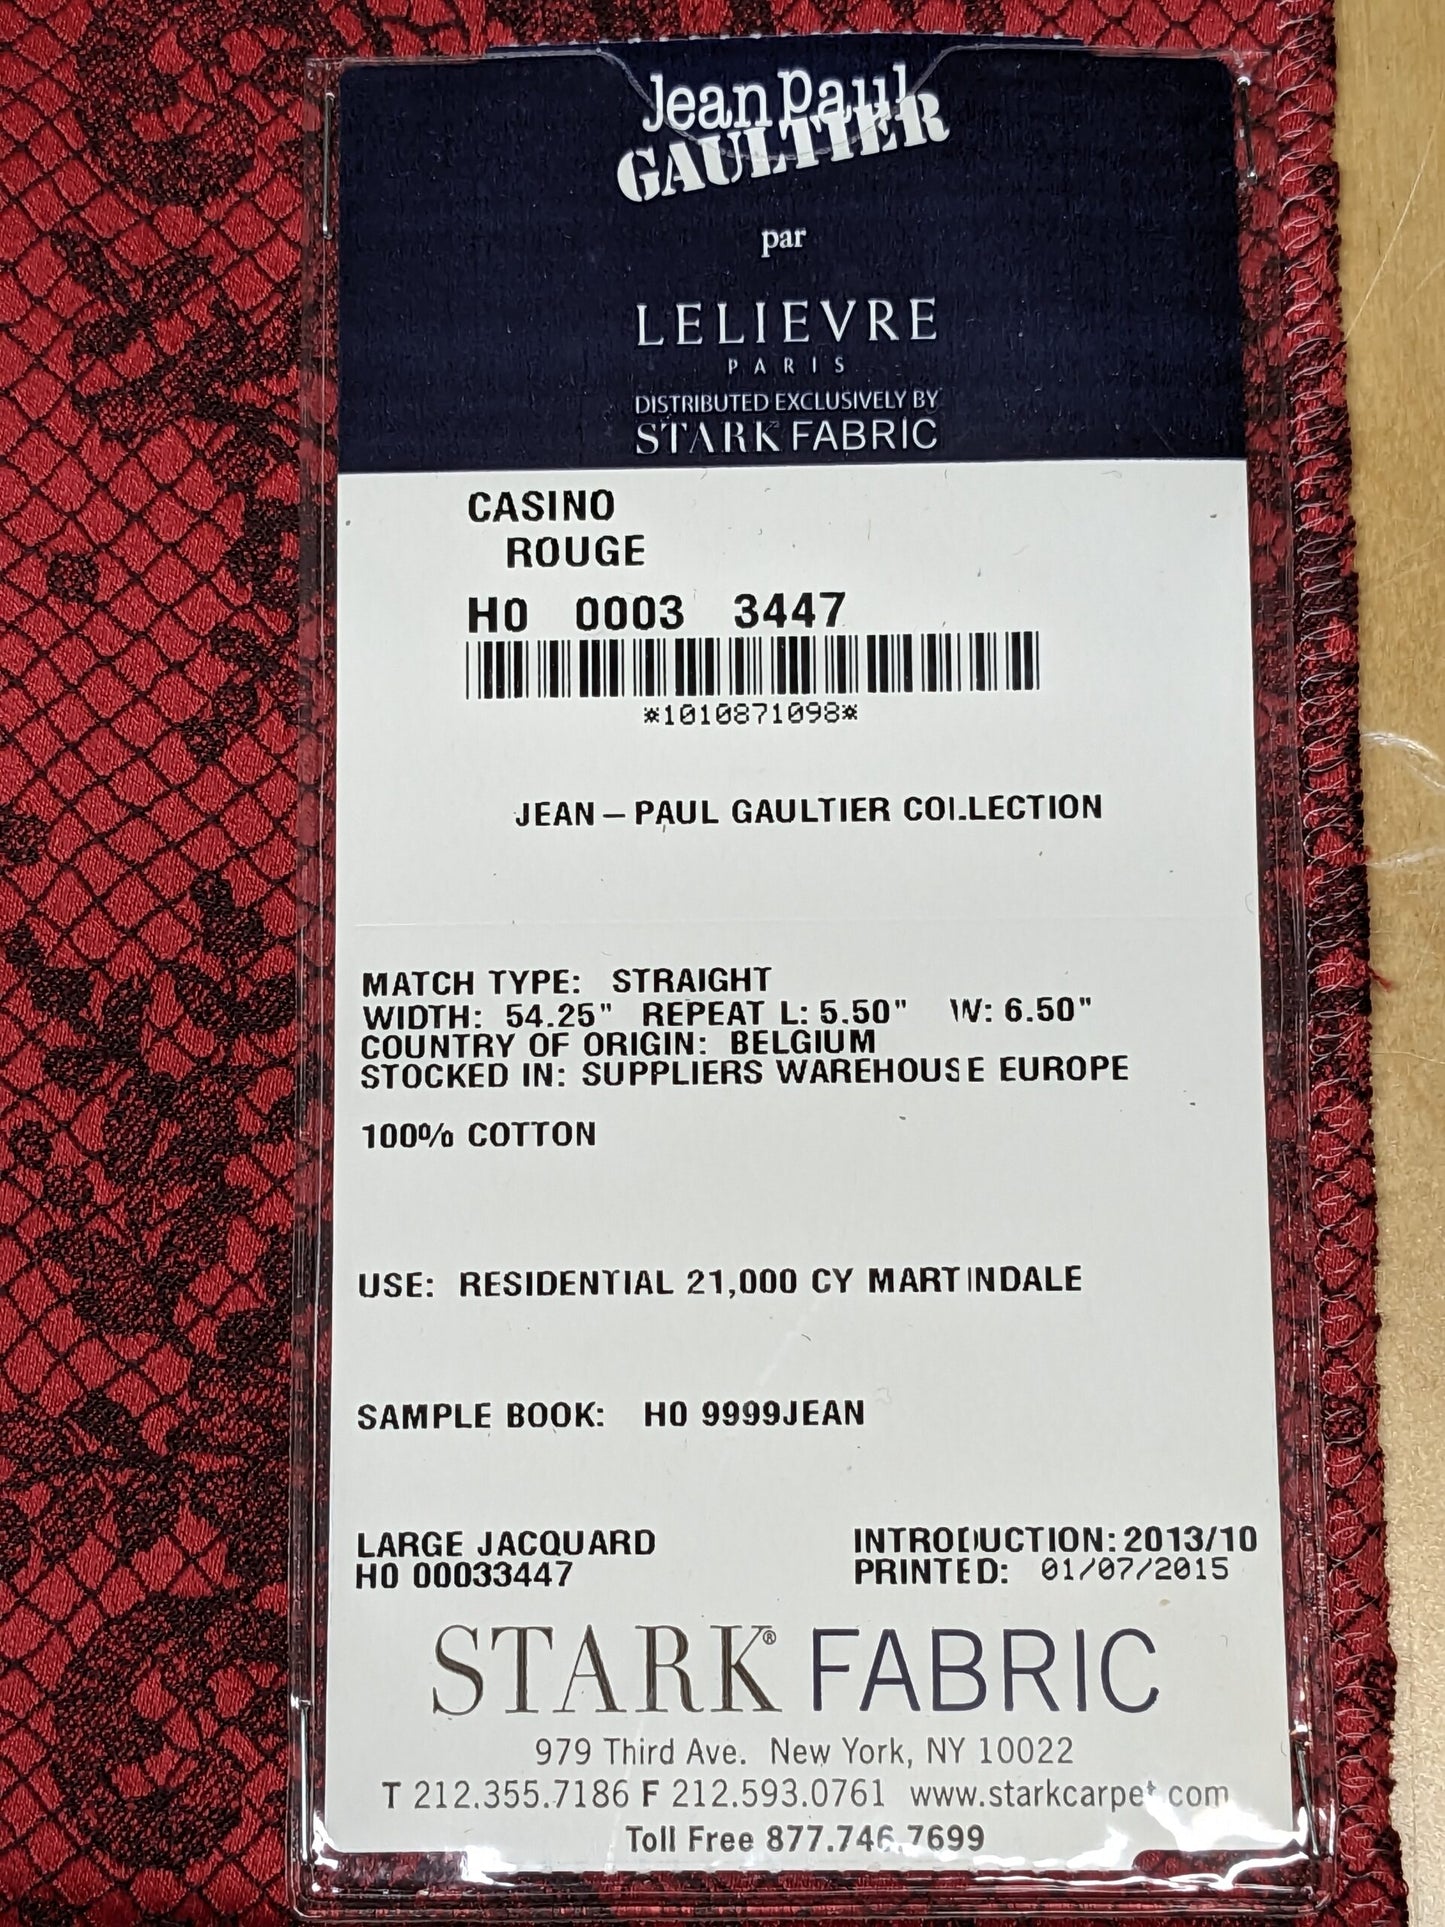 Jean Paul
GAULTIER
par
LELIEVRE
PARIS
DISTRIBUTED EXCLUSIVELY BY
STARK FABRIC
CASINO
ROUGE
H0 0003 3447
*1010871098*
JEAN-PAUL GAULTIER COLLECTION
MATCH TYPE: STRAIGHT
WIDTH: 54.25" REPEAT L: 5.50" W: 6.50"
COUNTRY OF ORIGIN: BELGIUM
STOCKED IN: SUPPLIERS WAREHOUSE EUROPE
100% COTTON
USE: RESIDENTIAL 21,000 CY MARTINDALE
SAMPLE BOOK: H0 9999JEAN
LARGE JACQUARD INTRODUCTION: 2013/10
H0 00033447 PRINTED: 01/07/2015
STARK® FABRIC
979 Third Ave. New York, NY 10022
T 212.355.7186 F 212.593.0761 www.starkcarpet.com
Toll Free 877.746.7699